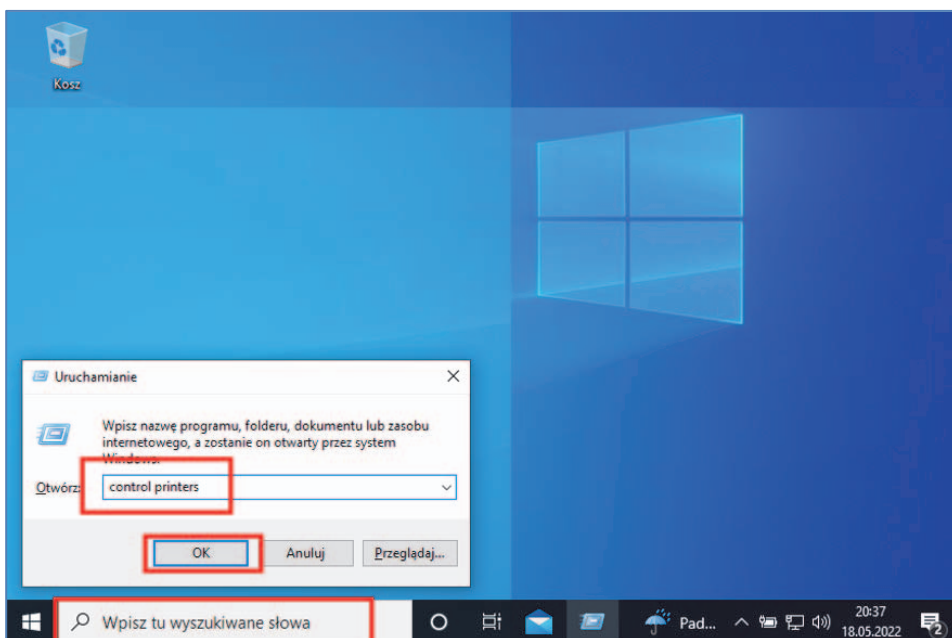 Kosz
Uruchamianie
Wpisz nazwę programu, folderu, dokumentu lub zasobu
internetowego, a zostanie on otwarty przez system
Windows.
Otwórz: control printers
OK Anuluj Przeglądaj...
Wpisz tu wyszukiwane słowa
Pad...
20:37
18.05.2022
2